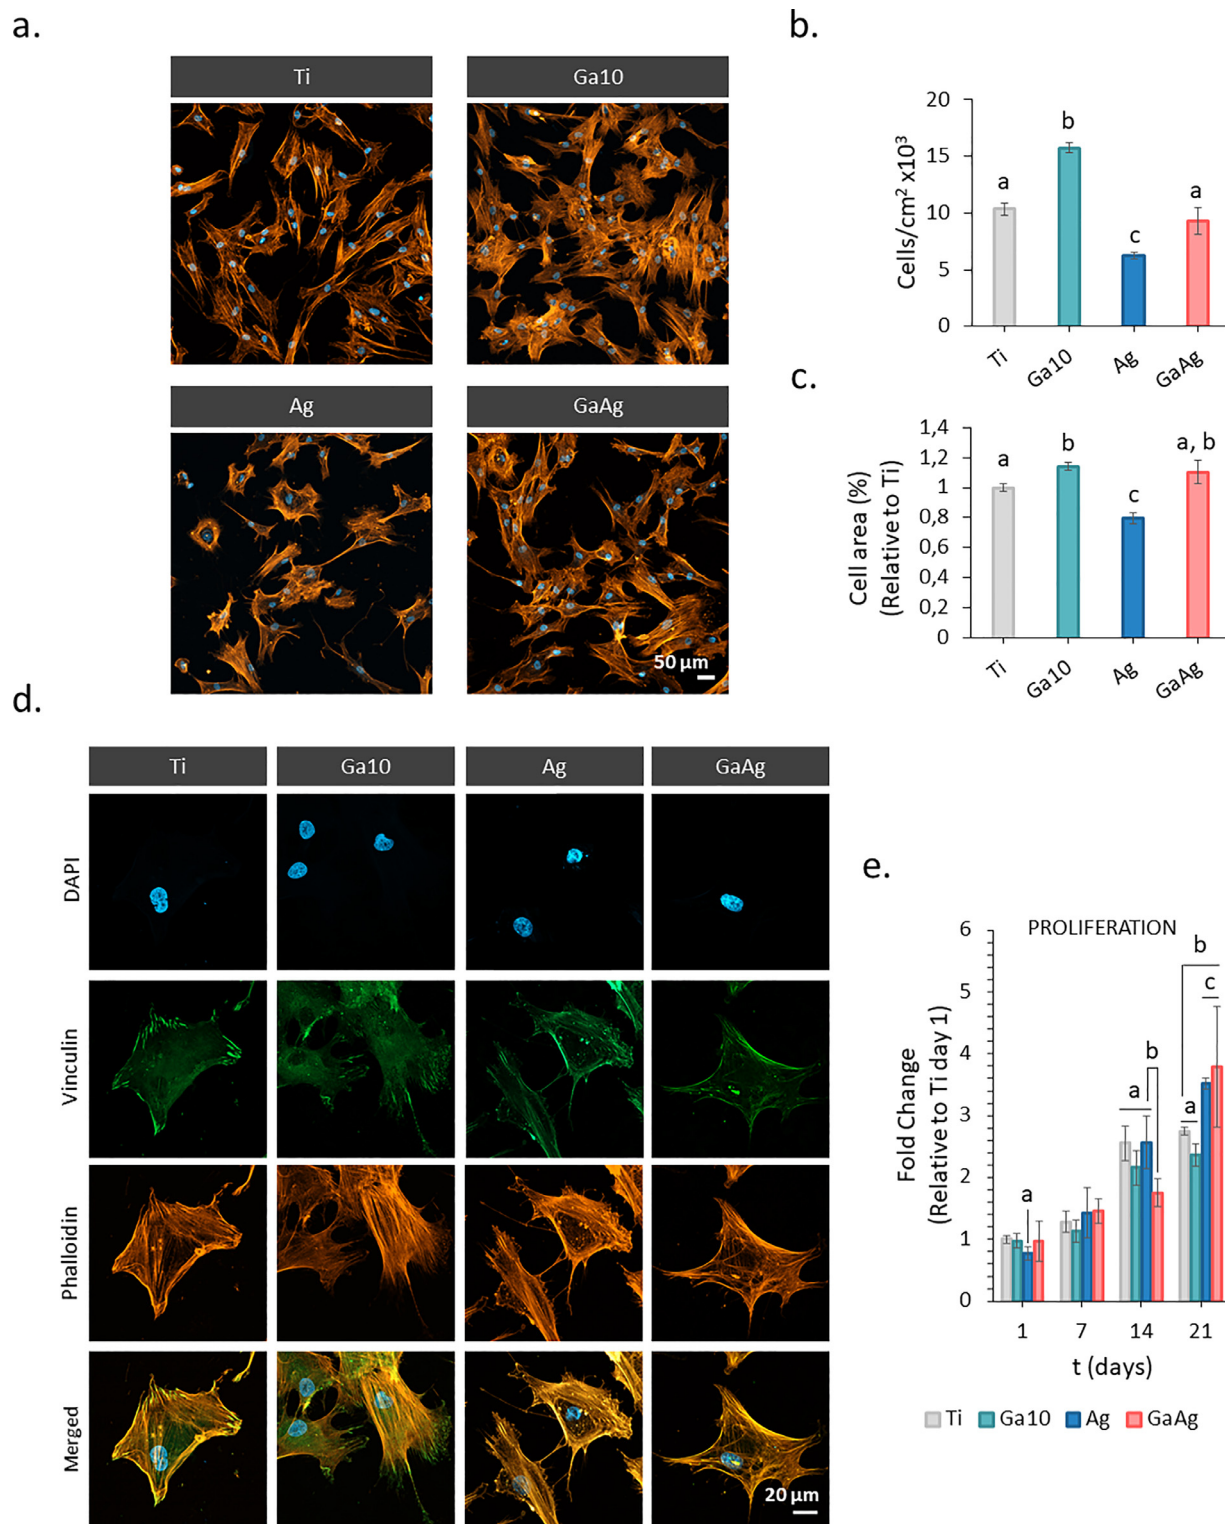 a.
Ti
Ga10
Ag
GaAg
50 µm
b.
Cells/cm² x10³
20
15
10
5
0
a
b
c
a
Ti
Ga10
Ag
GaAg
c.
Cell area (%)
(Relative to Ti)
1,4
1,2
1
0,8
0,6
0,4
0,2
0
a
b
c
a, b
Ti
Ga10
Ag
GaAg
d.
Ti
Ga10
Ag
GaAg
DAPI
Vinculin
Phalloidin
Merged
20 µm
e.
PROLIFERATION
Fold Change
(Relative to Ti day 1)
6
5
4
3
2
1
0
a
a
b
a
b
c
1
7
14
21
t (days)
Ti
Ga10
Ag
GaAg